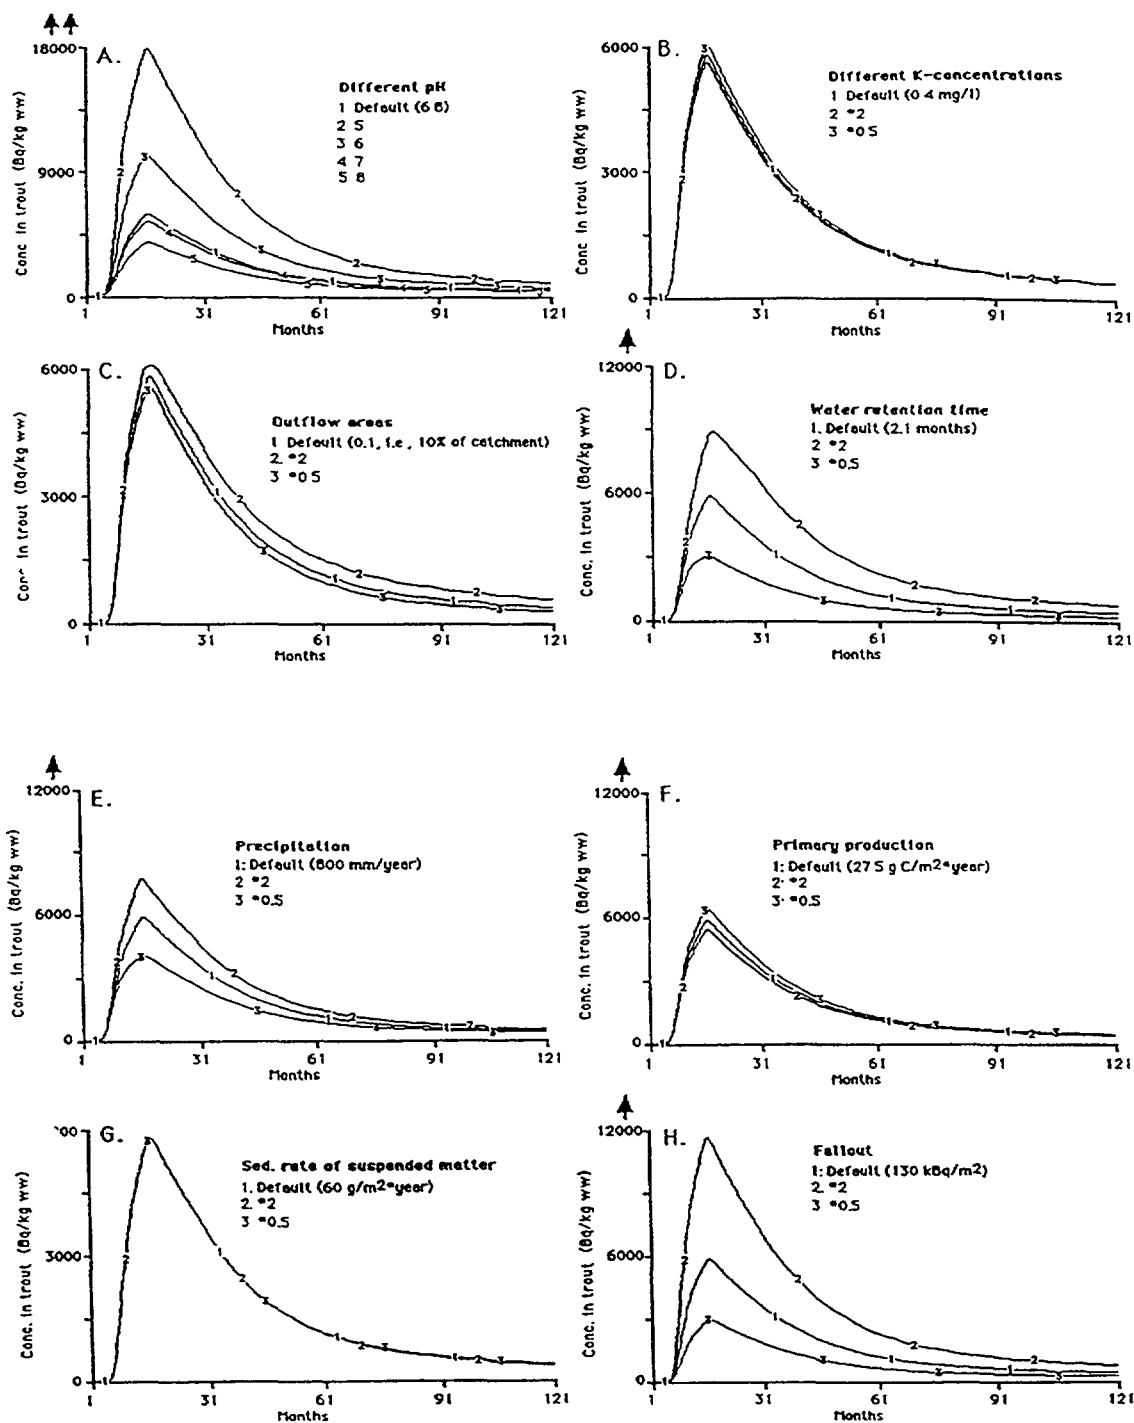 A.
18000
9000
0
Conc in trout (Bq/kg ww)
Different pH
1 Default (6 8)
2 5
3 6
4 7
5 8
1 31 61 91 121
Months
B.
6000
3000
0
Conc in trout (Bq/kg ww)
Different K-concentrations
1 Default (0 4 mg/l)
2 *2
3 *0 5
1 31 61 91 121
Months
C.
6000
3000
0
in trout (Bq/kg ww)
Outflow areas
1 Default (0.1, i.e, 10% of catchment)
2. *2
3 *0 5
1 31 61 91 121
Months
D.
12000
6000
0
Conc. in trout (Bq/kg ww)
Water retention time
1. Default (2.1 months)
2 *2
3 *0.5
1 31 61 91 121
Months
E.
12000
6000
0
Conc. in trout (Bq/kg ww)
Precipitation
1: Default (800 mm/year)
2 *2
3 *0.5
1 31 61 91 121
Months
F.
12000
6000
0
Conc. in trout (Bq/kg ww)
Primary production
1: Default (27 5 g C/m2*year)
2· *2
3· *0.5
1 31 61 91 121
Months
G.
3000
0
Conc. in trout (Bq/kg ww)
Sed. rate of suspended matter
1. Default (60 g/m2*year)
2. *2
3 *0.5
1 31 61 91 121
Months
H.
12000
6000
0
Conc. in trout (Bq/kg ww)
Fallout
1: Default (130 kBq/m2)
2. *2
3 *0.5
1 31 61 91 121
Months